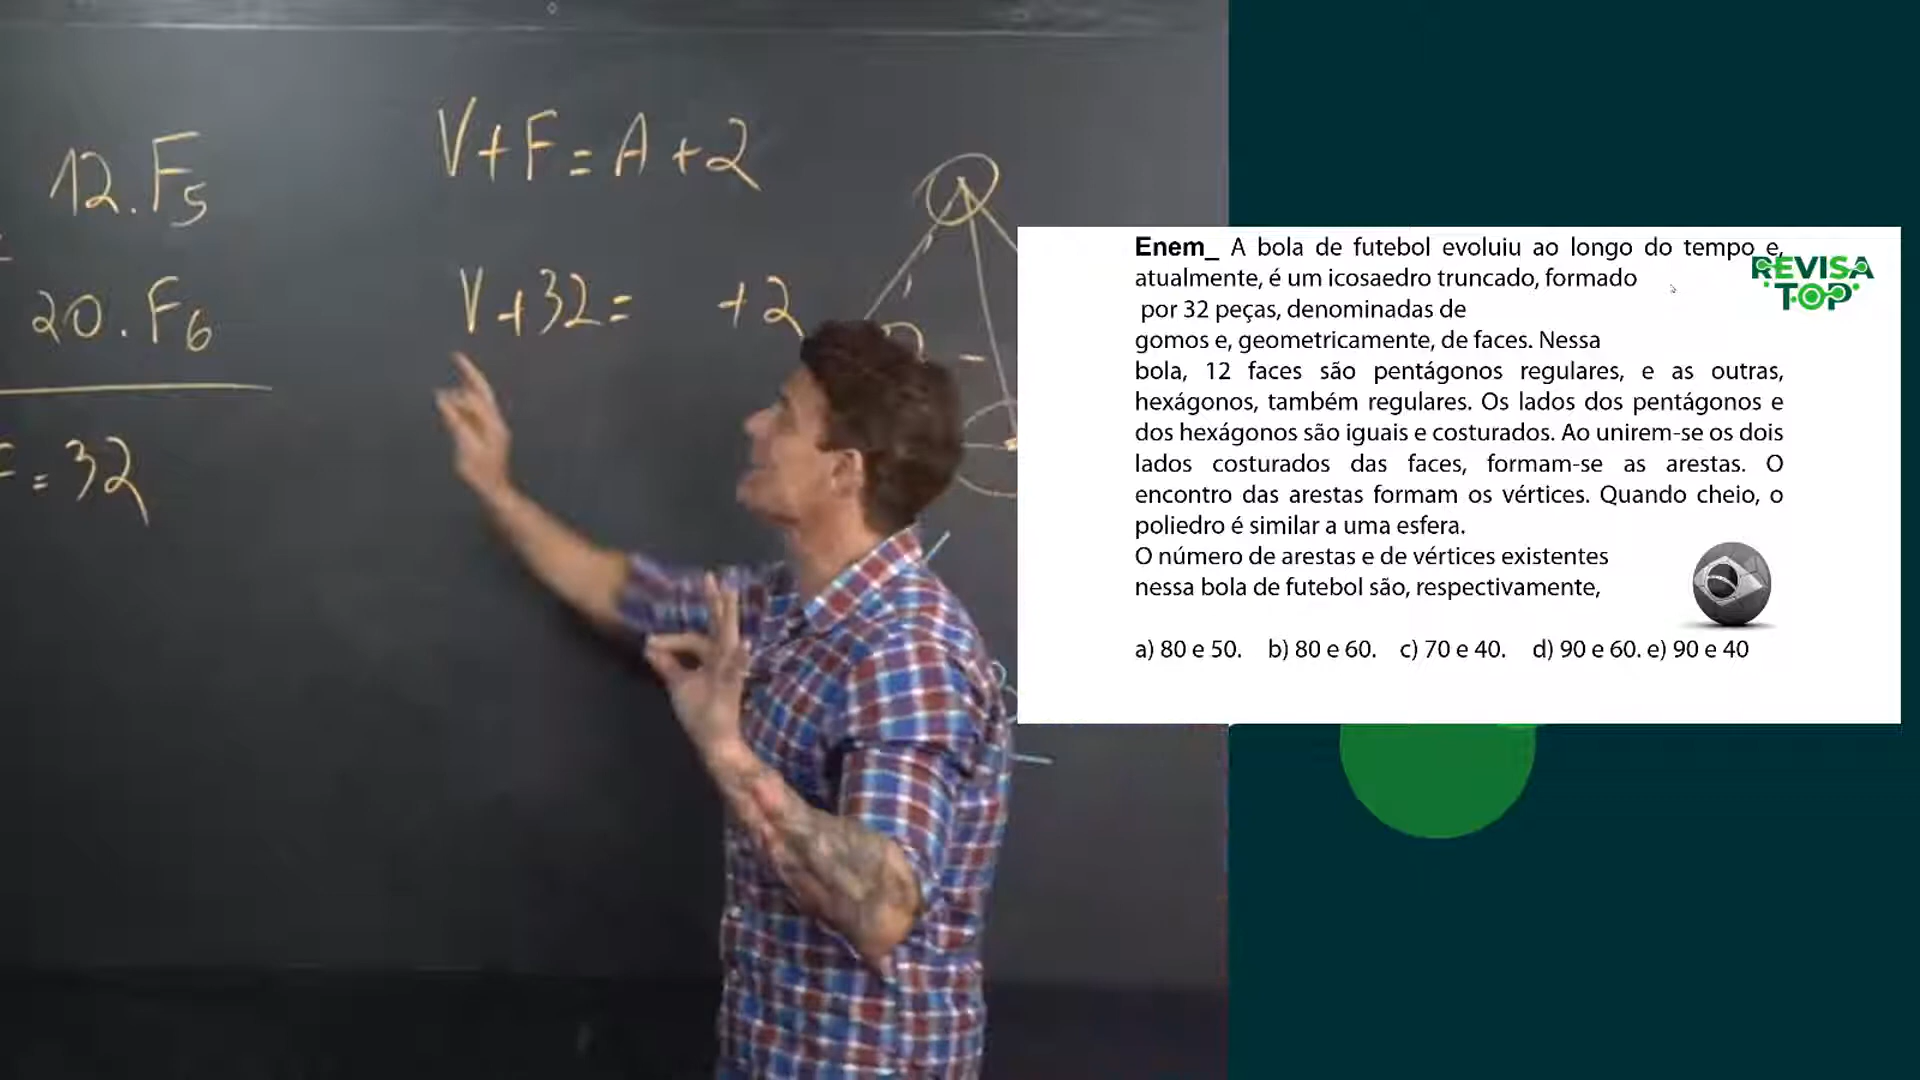 12.F5
20.F6
= 32
V+F=A+2
V+32= +2
Enem_ A bola de futebol evoluiu ao longo do tempo e,
atualmente, é um icosaedro truncado, formado
por 32 peças, denominadas de
gomos e, geometricamente, de faces. Nessa
bola, 12 faces são pentágonos regulares, e as outras,
hexágonos, também regulares. Os lados dos pentágonos e
dos hexágonos são iguais e costurados. Ao unirem-se os dois
lados costurados das faces, formam-se as arestas. O
encontro das arestas formam os vértices. Quando cheio, o
poliedro é similar a uma esfera.
O número de arestas e de vértices existentes
nessa bola de futebol são, respectivamente,
a) 80 e 50. b) 80 e 60. c) 70 e 40. d) 90 e 60. e) 90 e 40
REVISA
TOP